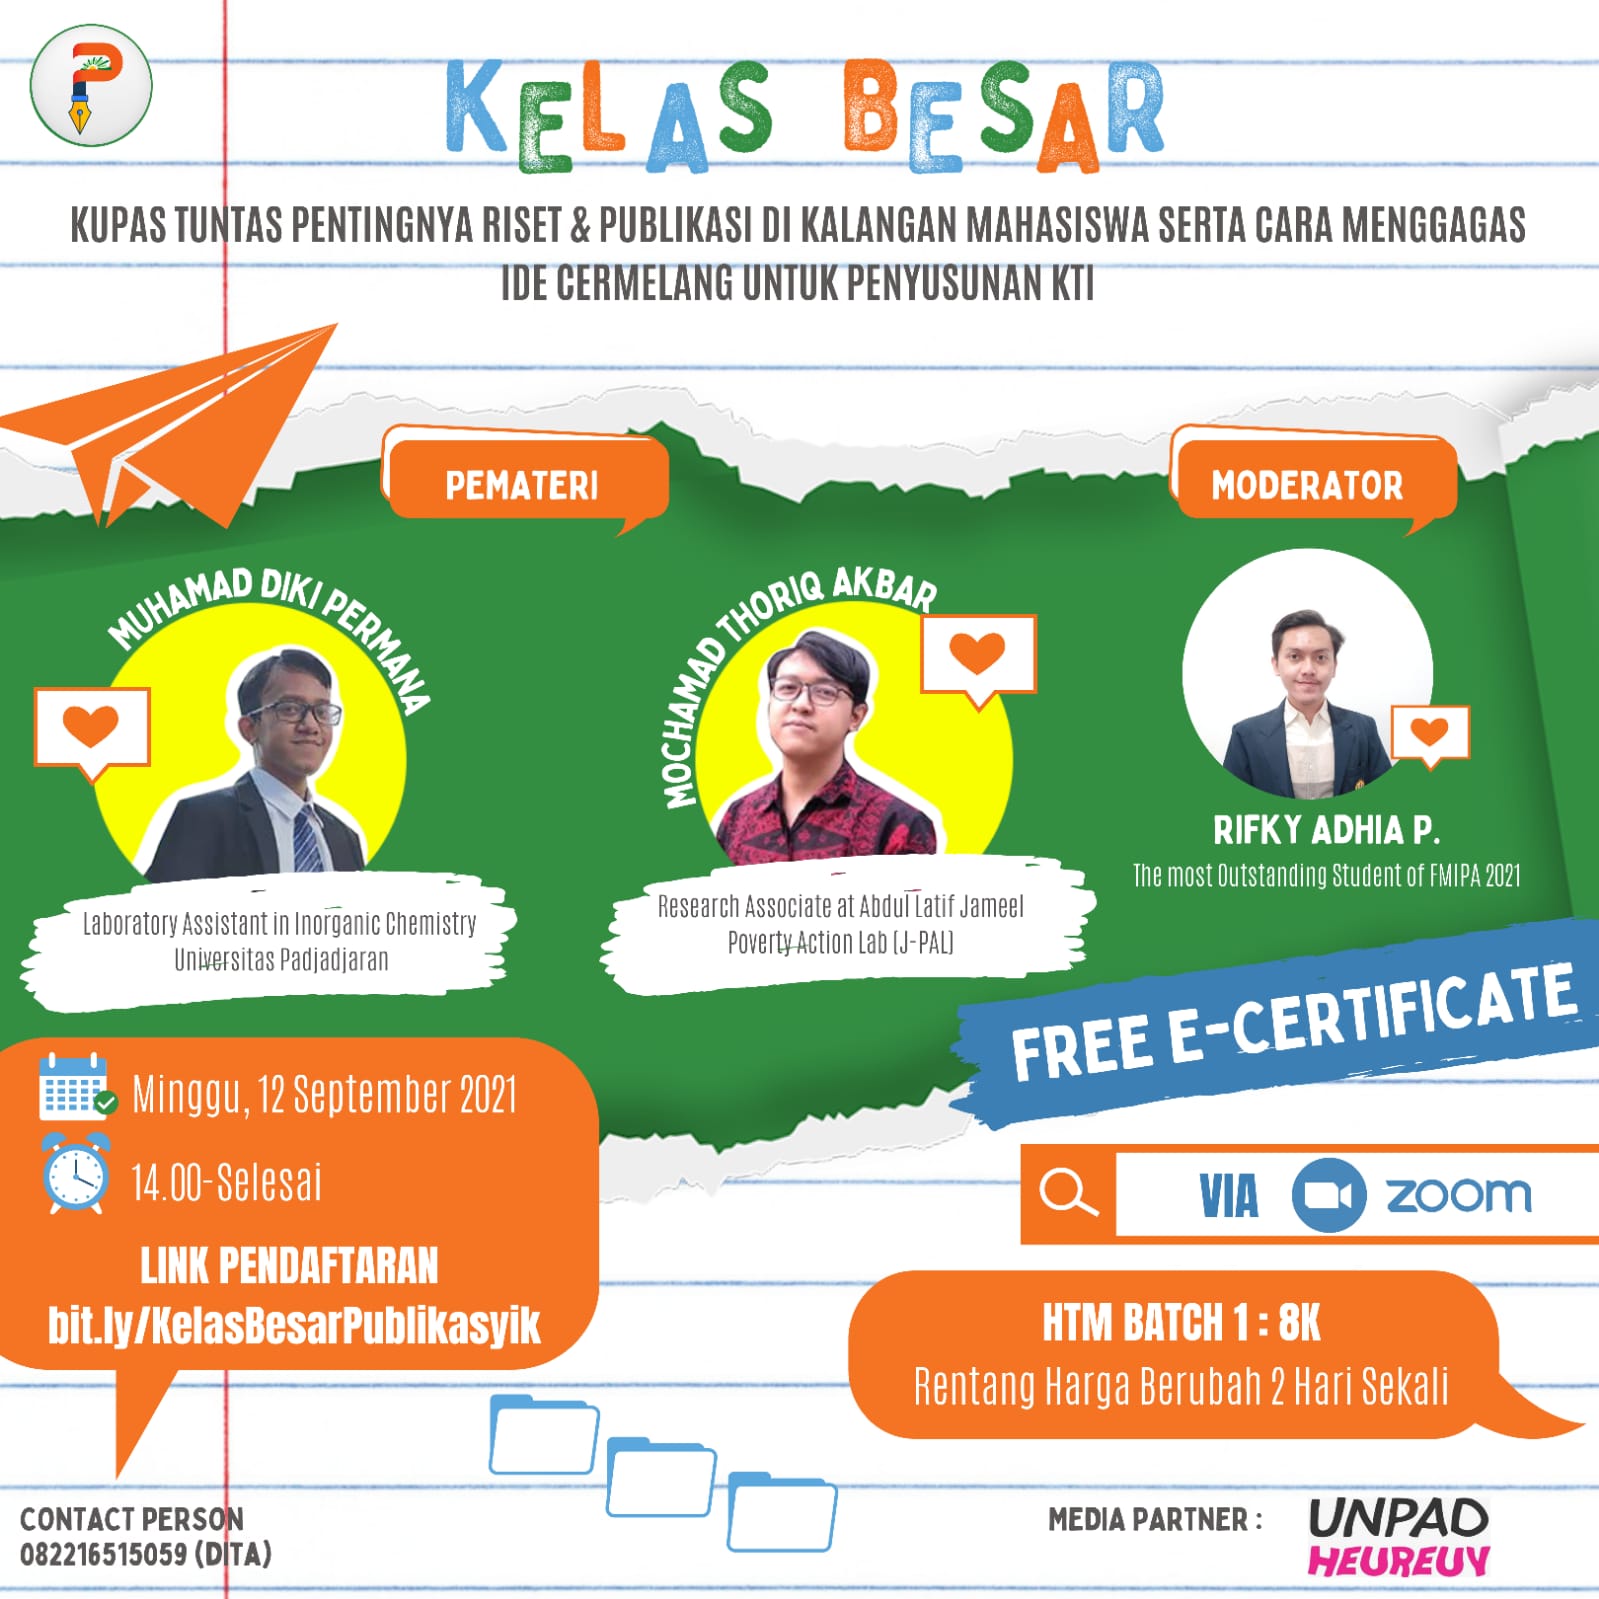 KELAS BESAR
KUPAS TUNTAS PENTINGNYA RISET & PUBLIKASI DI KALANGAN MAHASISWA SERTA CARA MENGGAGAS
IDE CERMELANG UNTUK PENYUSUNAN KTI
PEMATERI
MODERATOR
MUHAMAD DIKI PERMANA
Laboratory Assistant in Inorganic Chemistry
Universitas Padjadjaran
MOCHAMAD THORIQ AKBAR
Research Associate at Abdul Latif Jameel
Poverty Action Lab (J-PAL)
RIFKY ADHIA P.
The most Outstanding Student of FMIPA 2021
FREE E-CERTIFICATE
Minggu, 12 September 2021
14.00-Selesai
LINK PENDAFTARAN
bit.ly/KelasBesarPublikasyik
VIA zoom
HTM BATCH 1 : 8K
Rentang Harga Berubah 2 Hari Sekali
CONTACT PERSON
082216515059 (DITA)
MEDIA PARTNER :
UNPAD
HEUREUY